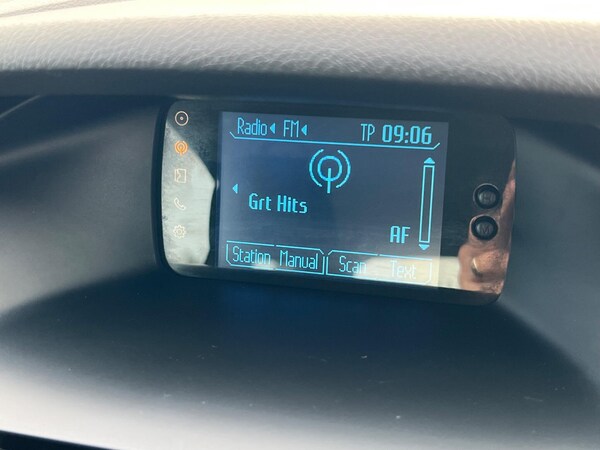 Radio FM TP 09:06
Grt Hits
AF
Station Manual Scan Text